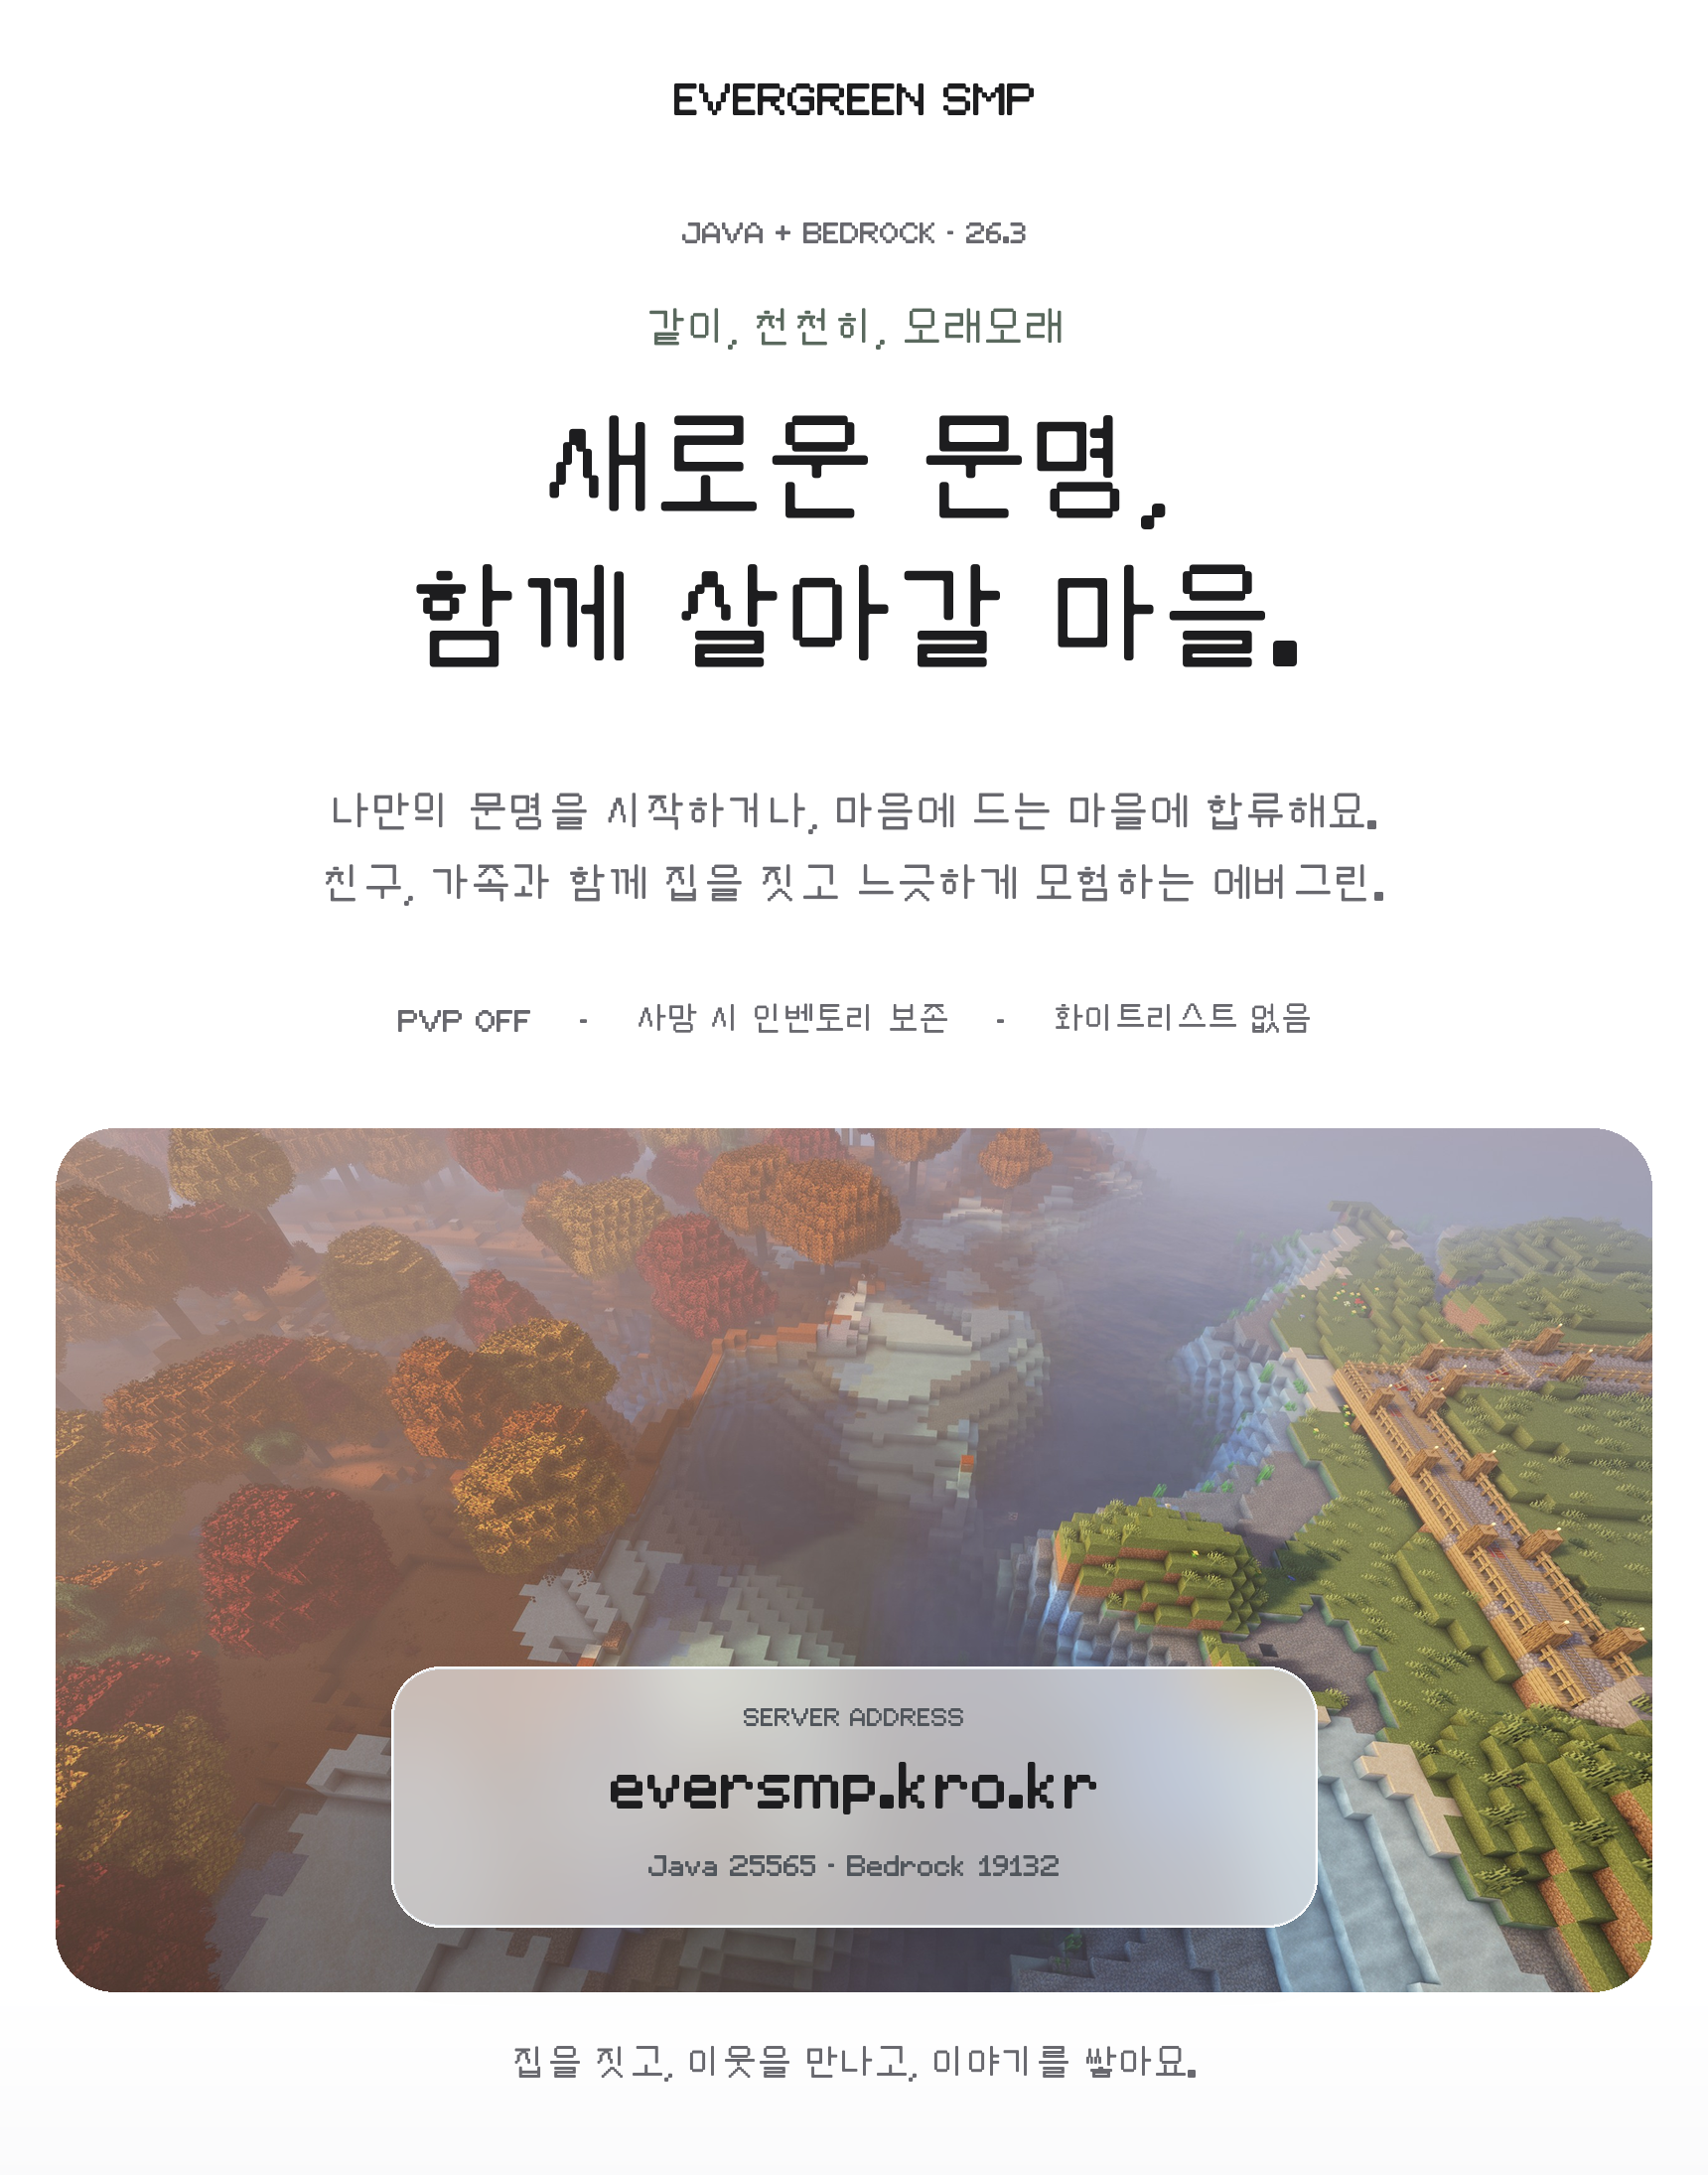 EVERGREEN SMP
JAVA + BEDROCK · 26.3
같이, 천천히, 오래오래
새로운 문명,
함께 살아갈 마을.
나만의 문명을 시작하거나, 마음에 드는 마을에 합류해요.
친구, 가족과 함께 집을 짓고 느긋하게 모험하는 에버그린.
PVP OFF · 사망 시 인벤토리 보존 · 화이트리스트 없음
SERVER ADDRESS
eversmp.kro.kr
Java 25565 · Bedrock 19132
집을 짓고, 이웃을 만나고, 이야기를 쌓아요.